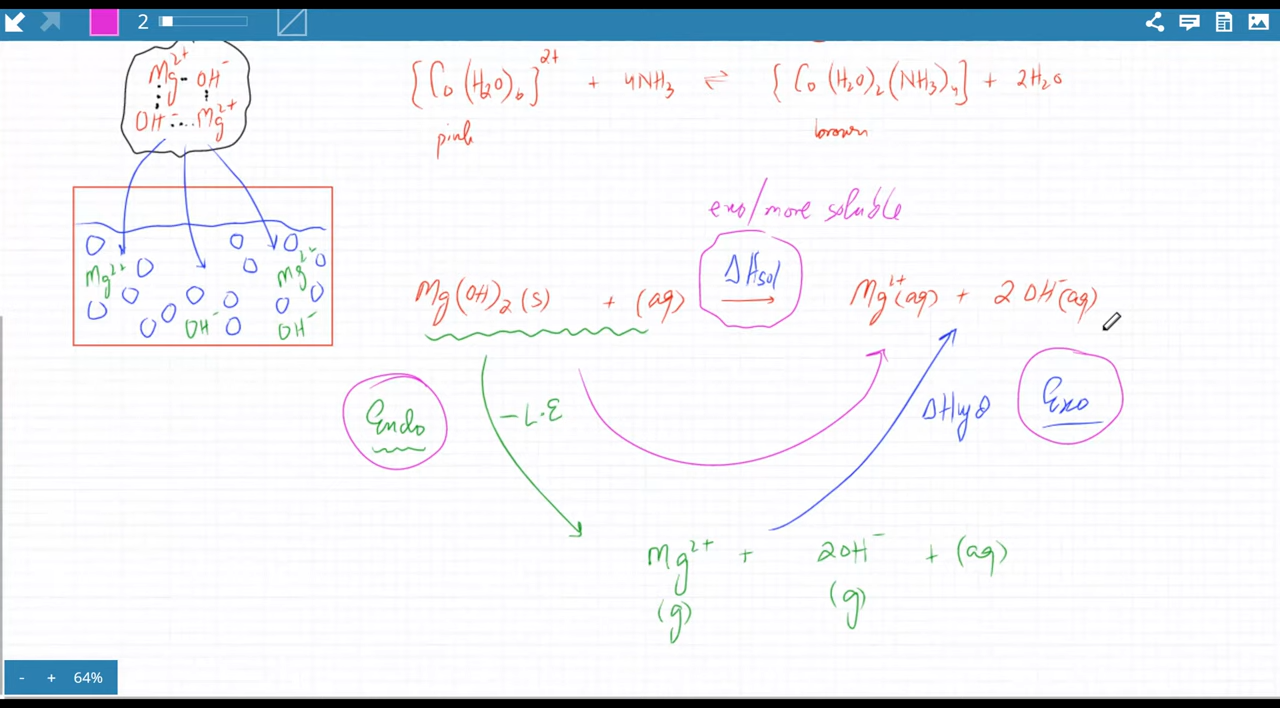 2
Mg²⁺ OH⁻
OH⁻ Mg²⁺
[Co(H₂O)₆]²⁺ + 4NH₃ ⇌ [Co(H₂O)₂(NH₃)₄] + 2H₂O
pink brown
exo/more soluble
ΔHsol
Mg(OH)₂(s) + (aq) → Mg²⁺(aq) + 2OH⁻(aq)
Mg²⁺ Mg²⁺
OH⁻ OH⁻
Endo -L.E ΔHyd Exo
Mg²⁺ + 2OH⁻ + (aq)
(g) (g)
- + 64%